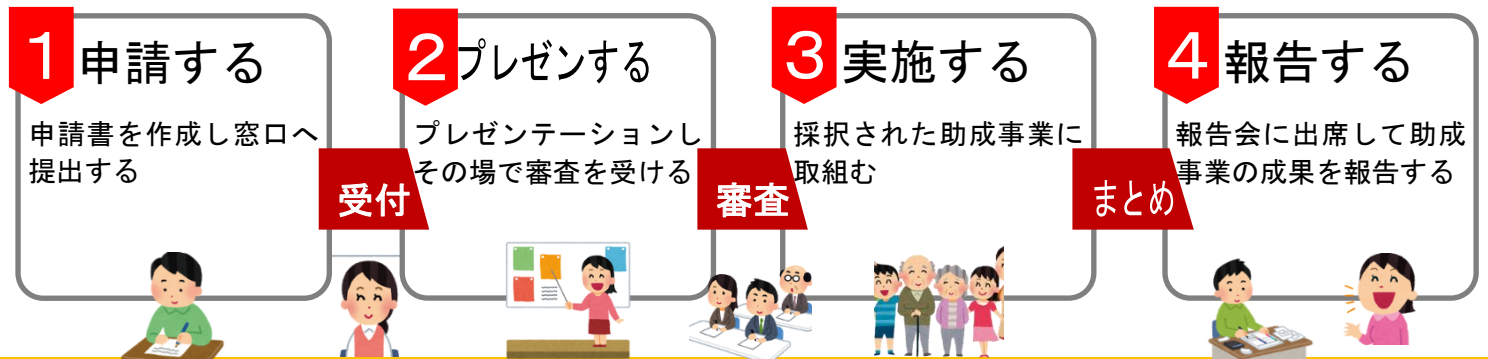 1 申請する
申請書を作成し窓口へ
提出する
受付
2 プレゼンする
プレゼンテーションし
その場で審査を受ける
審査
3 実施する
採択された助成事業に
取組む
まとめ
4 報告する
報告会に出席して助成
事業の成果を報告する